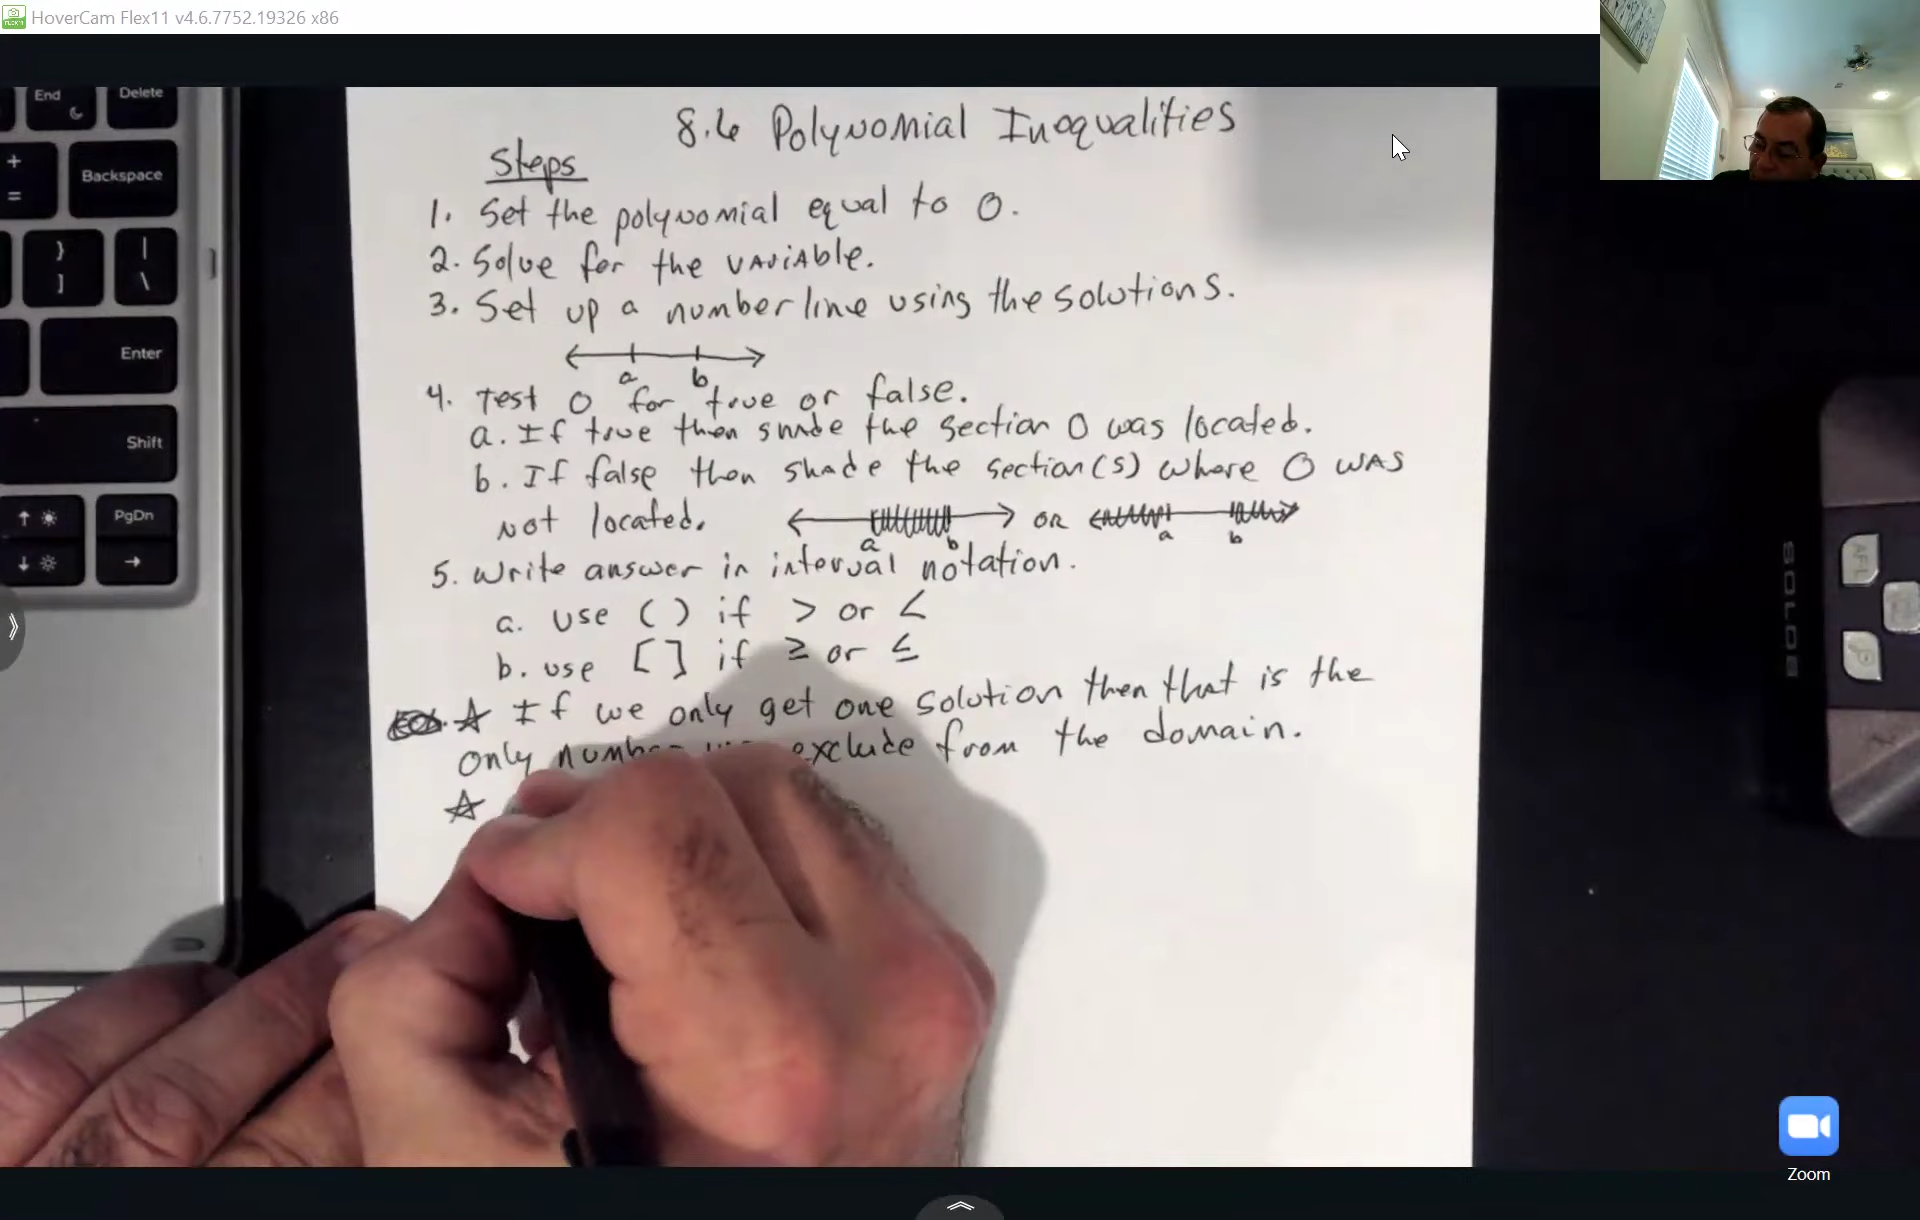 HoverCam Flex11 v4.6.7752.19326 x86
End
Delete
+
=
Backspace
}
]
|
\
Enter
Shift
PgDn
8.6 Polynomial Inequalities
Steps
1. Set the polynomial equal to 0.
2. Solve for the variable.
3. Set up a number line using the solutions.
a b
4. Test 0 for true or false.
a. If true then shade the section 0 was located.
b. If false then shade the section(s) where 0 was
not located.
OR
a b a b
5. Write answer in interval notation.
a. use ( ) if > or <
b. use [ ] if ≥ or ≤
☆ If we only get one solution then that is the
only exclude from the domain.
☆
SOLO8
AFL
Zoom